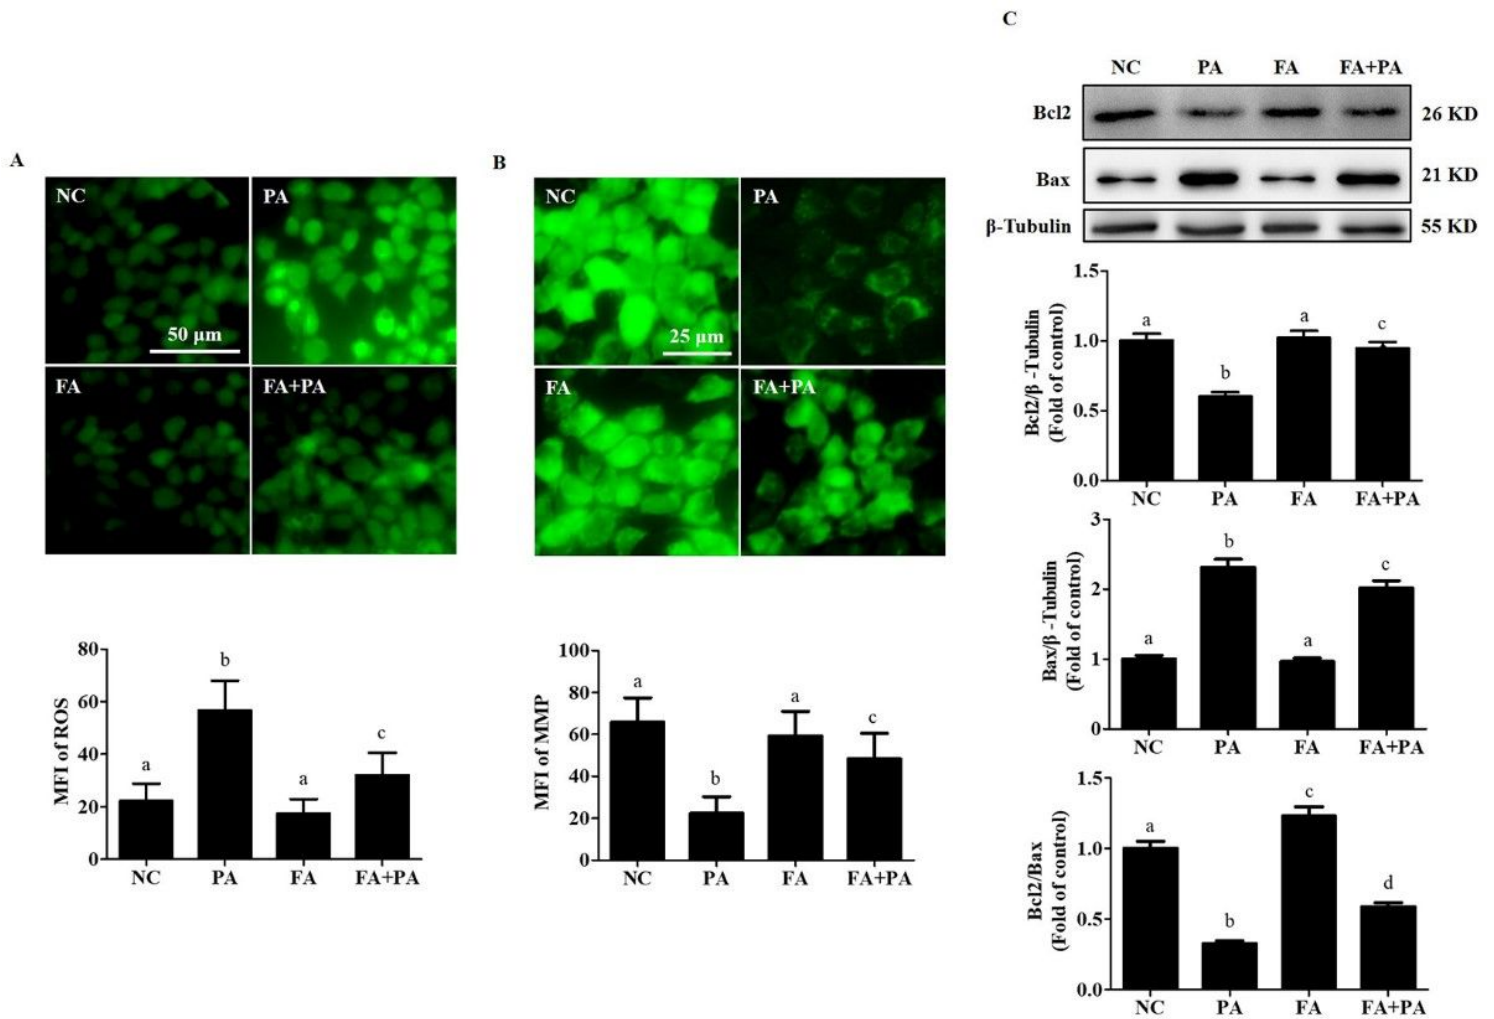 A
NC
PA
50 μm
FA
FA+PA
80
60
40
20
0
MFI of ROS
a
b
a
c
NC
PA
FA
FA+PA
B
NC
PA
25 μm
FA
FA+PA
100
80
60
40
20
0
MFI of MMP
a
b
a
c
NC
PA
FA
FA+PA
C
NC PA FA FA+PA
Bcl2 26 KD
Bax 21 KD
β-Tubulin 55 KD
1.5
1.0
0.5
0.0
Bcl2/β -Tubulin
(Fold of control)
a
b
a
c
NC
PA
FA
FA+PA
3
2
1
0
Bax/β -Tubulin
(Fold of control)
a
b
a
c
NC
PA
FA
FA+PA
1.5
1.0
0.5
0.0
Bcl2/Bax
(Fold of control)
a
b
c
d
NC
PA
FA
FA+PA